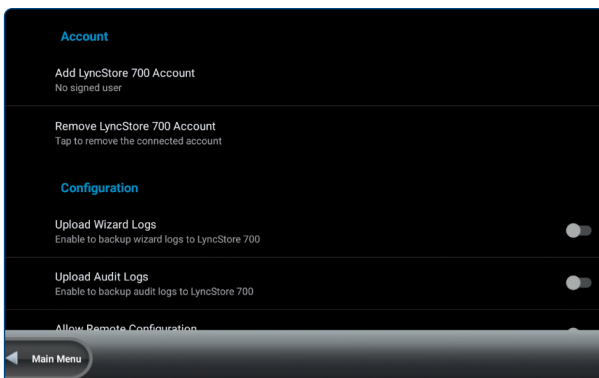 Account
Add LyncStore 700 Account
No signed user
Remove LyncStore 700 Account
Tap to remove the connected account
Configuration
Upload Wizard Logs
Enable to backup wizard logs to LyncStore 700
Upload Audit Logs
Enable to backup audit logs to LyncStore 700
Allow Remote Configuration
Main Menu